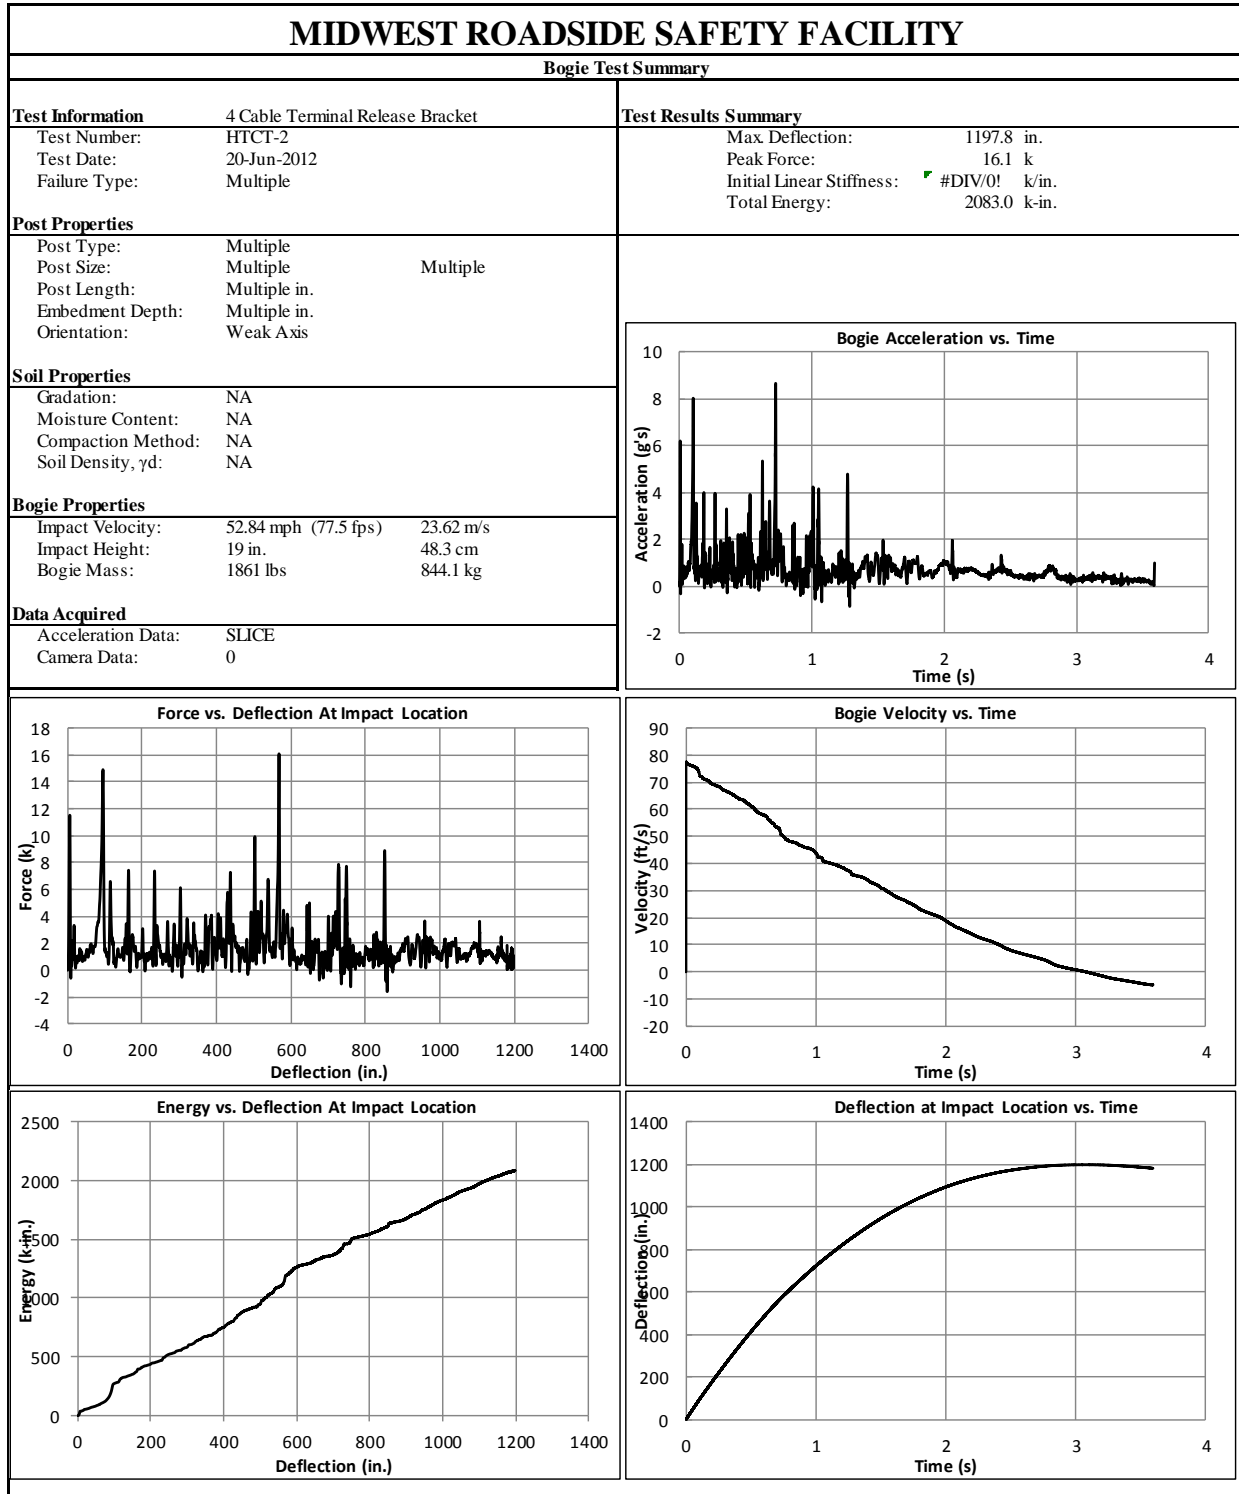 MIDWEST ROADSIDE SAFETY FACILITY
Bogie Test Summary
Test Information 4 Cable Terminal Release Bracket
Test Number: HTCT-2
Test Date: 20-Jun-2012
Failure Type: Multiple
Post Properties
Post Type: Multiple
Post Size: Multiple Multiple
Post Length: Multiple in.
Embedment Depth: Multiple in.
Orientation: Weak Axis
Soil Properties
Gradation: NA
Moisture Content: NA
Compaction Method: NA
Soil Density, γd: NA
Bogie Properties
Impact Velocity: 52.84 mph (77.5 fps) 23.62 m/s
Impact Height: 19 in. 48.3 cm
Bogie Mass: 1861 lbs 844.1 kg
Data Acquired
Acceleration Data: SLICE
Camera Data: 0
Test Results Summary
Max. Deflection: 1197.8 in.
Peak Force: 16.1 k
Initial Linear Stiffness: #DIV/0! k/in.
Total Energy: 2083.0 k-in.
Bogie Acceleration vs. Time
Acceleration (g's)
10
8
6
4
2
0
-2
0 1 2 3 4
Time (s)
Force vs. Deflection At Impact Location
Force (k)
18
16
14
12
10
8
6
4
2
0
-2
-4
0 200 400 600 800 1000 1200 1400
Deflection (in.)
Bogie Velocity vs. Time
Velocity (ft/s)
90
80
70
60
50
40
30
20
10
0
-10
-20
0 1 2 3 4
Time (s)
Energy vs. Deflection At Impact Location
Energy (k-in.)
2500
2000
1500
1000
500
0
0 200 400 600 800 1000 1200 1400
Deflection (in.)
Deflection at Impact Location vs. Time
Deflection (in.)
1400
1200
1000
800
600
400
200
0
0 1 2 3 4
Time (s)